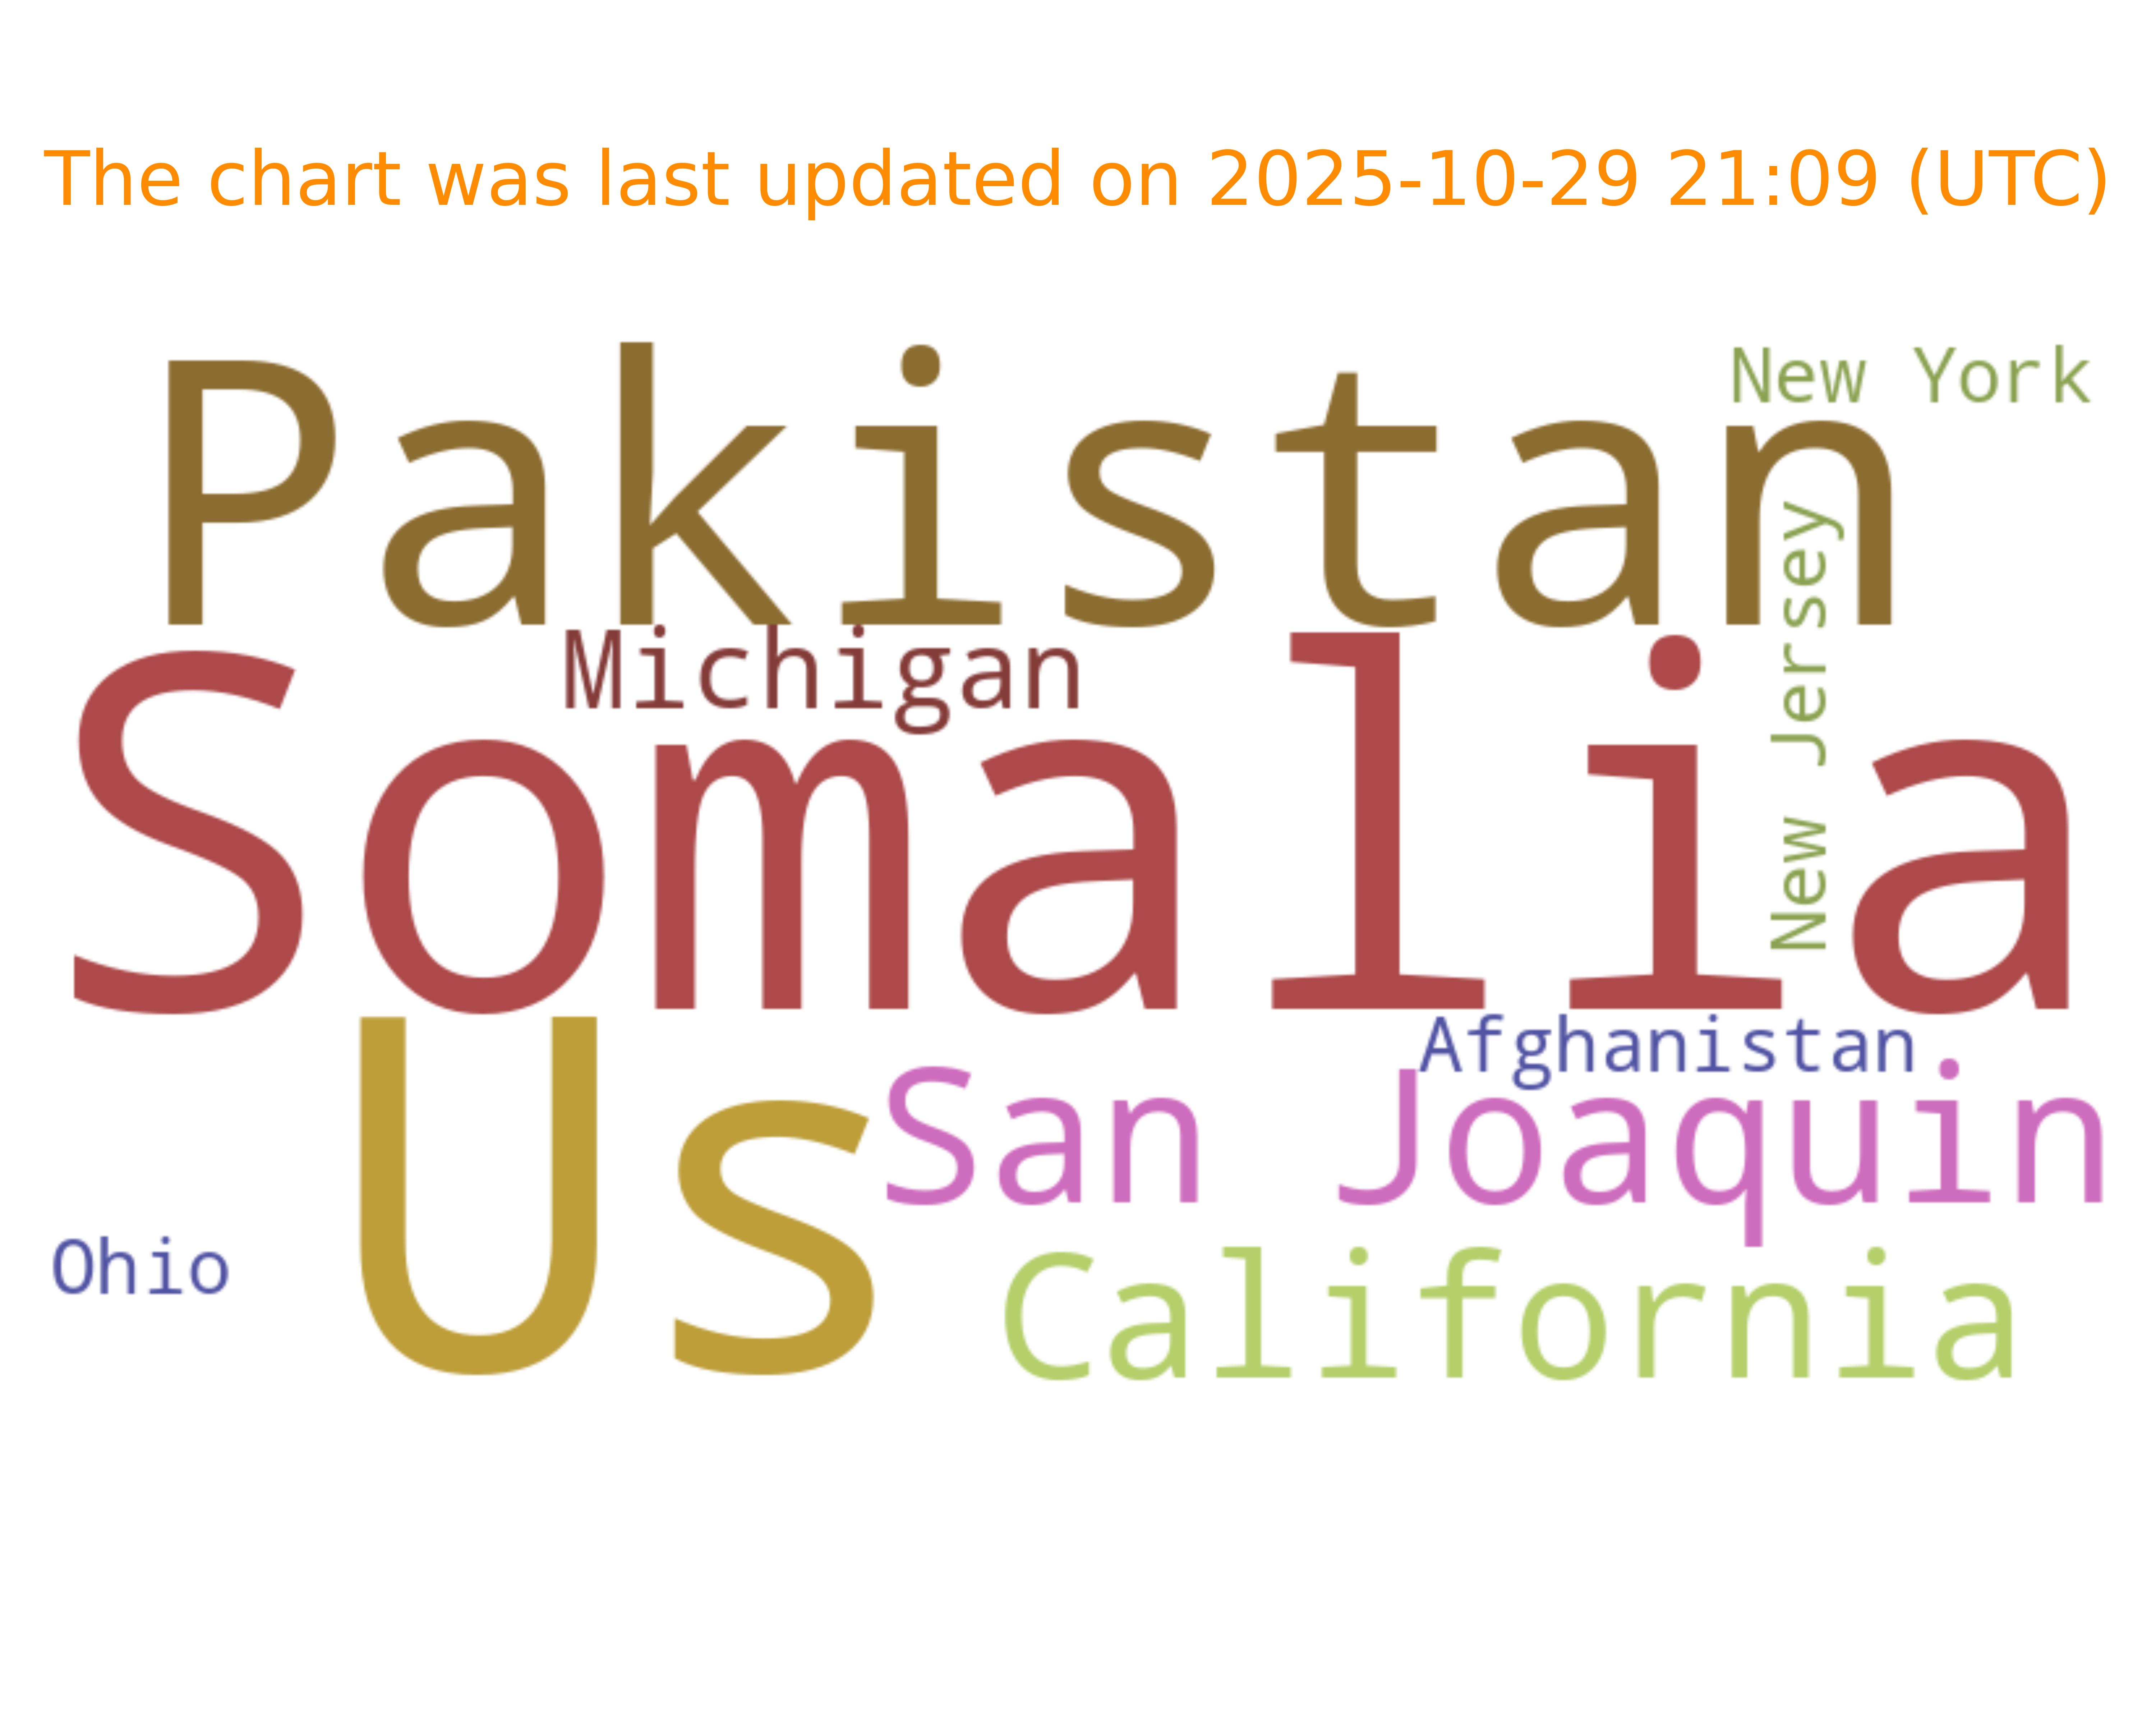 The chart was last updated on 2025-10-29 21:09 (UTC)
New York
Pakistan
New Jersey
Michigan
Somalia
Afghanistan
Us
San Joaquin
Ohio
California